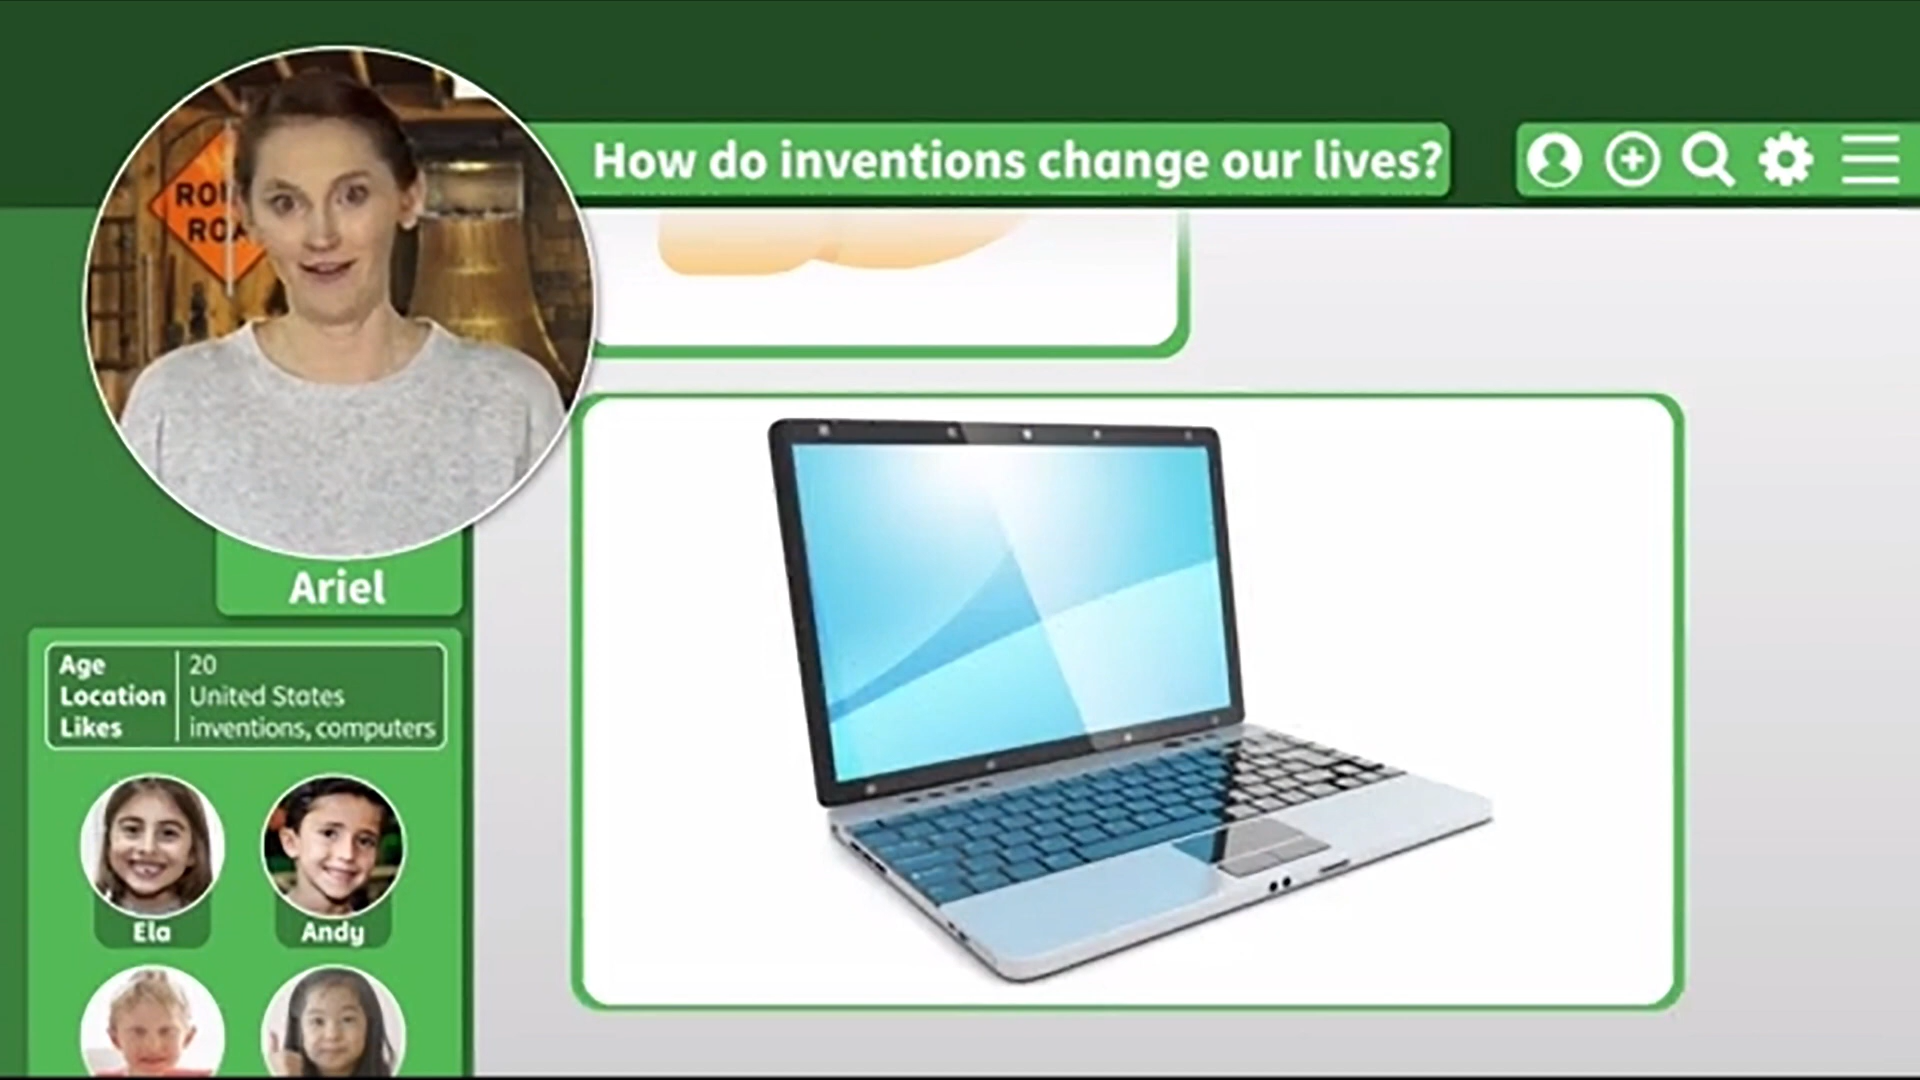 How do inventions change our lives?
Ariel
Age 20
Location United States
Likes inventions, computers
Ela
Andy